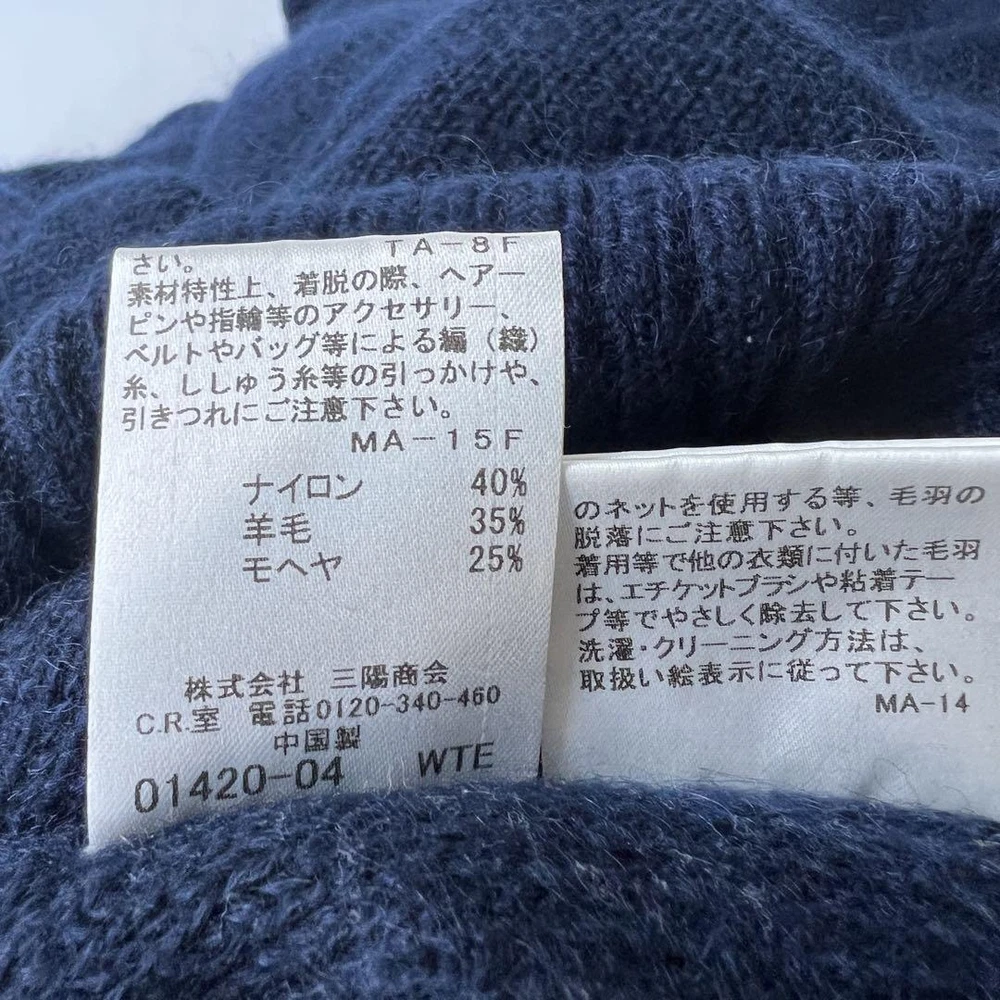 TA-8F
さい。
素材特性上、着脱の際、ヘアー
ピンや指輪等のアクセサリー、
ベルトやバッグ等による編（織）
糸、ししゅう糸等の引っかけや、
引きつれにご注意下さい。
MA-15F
ナイロン 40%
羊毛 35%
モヘヤ 25%
株式会社 三陽商会
C.R.室 電話0120-340-460
中国製
01420-04 WTE
のネットを使用する等、毛羽の
脱落にご注意下さい。
着用等で他の衣類に付いた毛羽
は、エチケットブラシや粘着テー
プ等でやさしく除去して下さい。
洗濯・クリーニング方法は、
取扱い絵表示に従って下さい。
MA-14